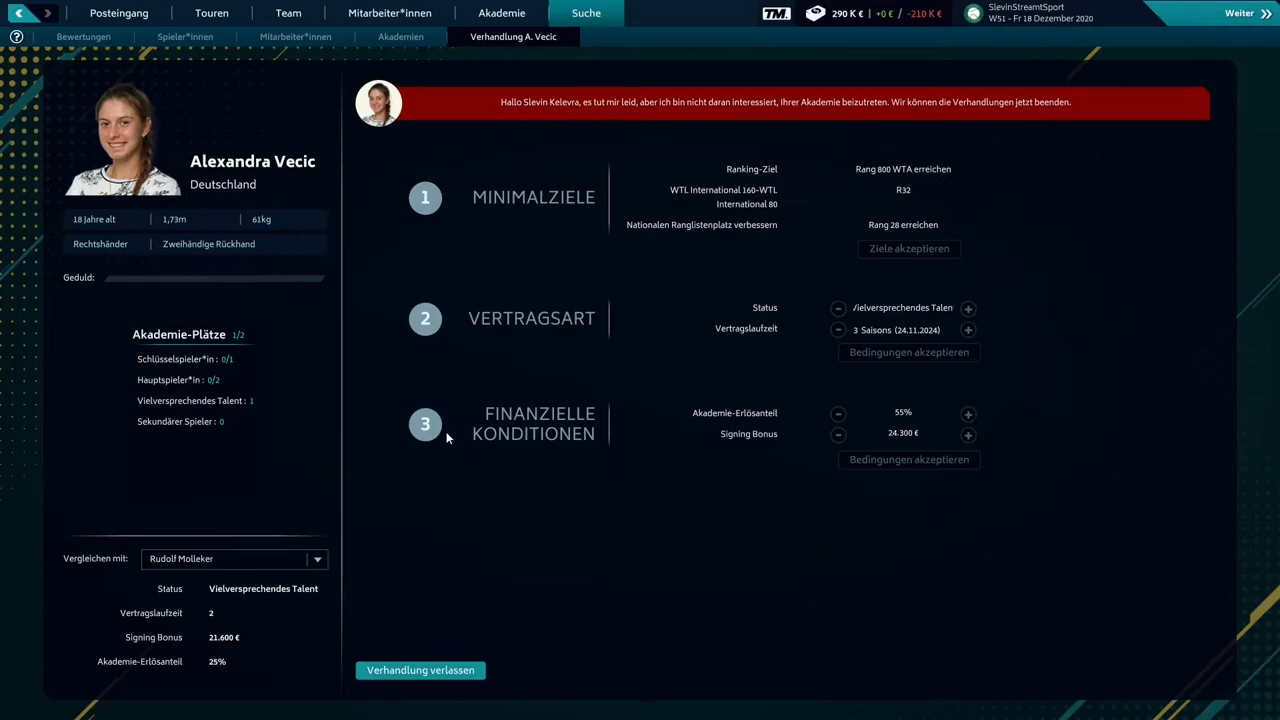 Posteingang
Touren
Team
Mitarbeiter*innen
Akademie
Suche
TM.
290 K € | +0 € / -210 K €
SlevinStreamtSport
W51 - Fr 18 Dezember 2020
Weiter
?
Bewertungen
Spieler*innen
Mitarbeiter*innen
Akademien
Verhandlung A. Vecic
Alexandra Vecic
Deutschland
18 Jahre alt
1,73m
61kg
Rechtshänder
Zweihändige Rückhand
Geduld:
Akademie-Plätze 1/2
Schlüsselspieler*in : 0/1
Hauptspieler*in : 0/2
Vielversprechendes Talent : 1
Sekundärer Spieler : 0
Vergleichen mit: Rudolf Molleker
Status Vielversprechendes Talent
Vertragslaufzeit 2
Signing Bonus 21.600 €
Akademie-Erlösanteil 25%
Hallo Slevin Kelevra, es tut mir leid, aber ich bin nicht daran interessiert, Ihrer Akademie beizutreten. Wir können die Verhandlungen jetzt beenden.
1 MINIMALZIELE
Ranking-Ziel Rang 800 WTA erreichen
WTL International 160-WTL R32
International 80
Nationalen Ranglistenplatz verbessern Rang 28 erreichen
Ziele akzeptieren
2 VERTRAGSART
Status - /ielversprechendes Talen +
Vertragslaufzeit - 3 Saisons (24.11.2024) +
Bedingungen akzeptieren
3 FINANZIELLE
KONDITIONEN
Akademie-Erlösanteil - 55% +
Signing Bonus - 24.300 € +
Bedingungen akzeptieren
Verhandlung verlassen